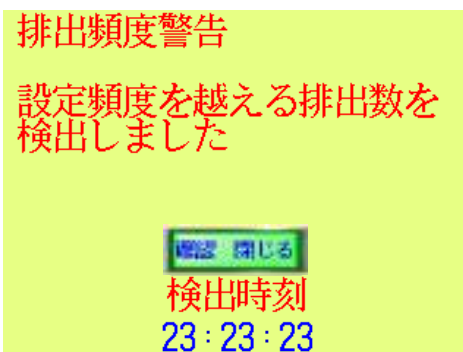 排出頻度警告
設定頻度を越える排出数を
検出しました
確認 閉じる
検出時刻
23:23:23